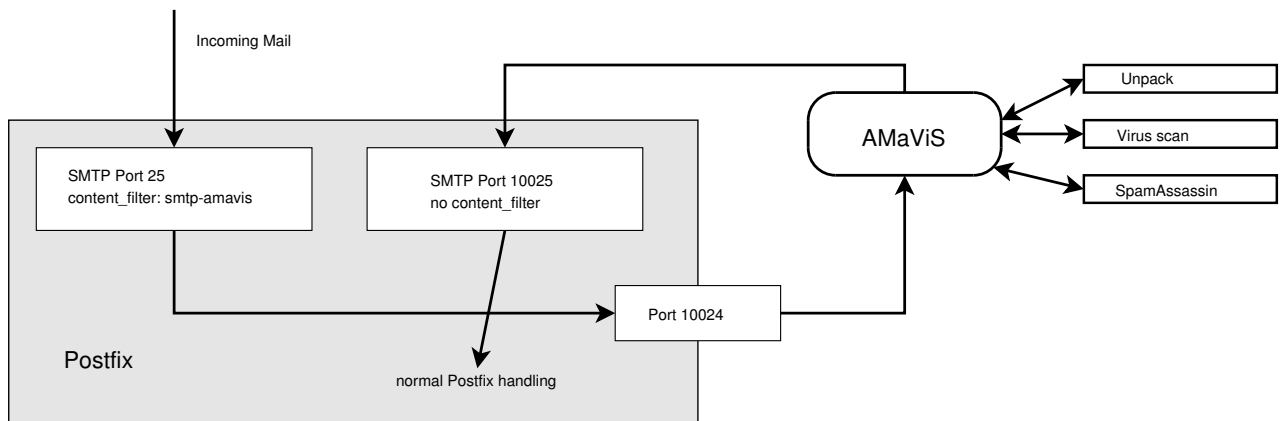 Incoming Mail
SMTP Port 25
content_filter: smtp-amavis
SMTP Port 10025
no content_filter
AMaViS
Unpack
Virus scan
SpamAssassin
Port 10024
Postfix
normal Postfix handling